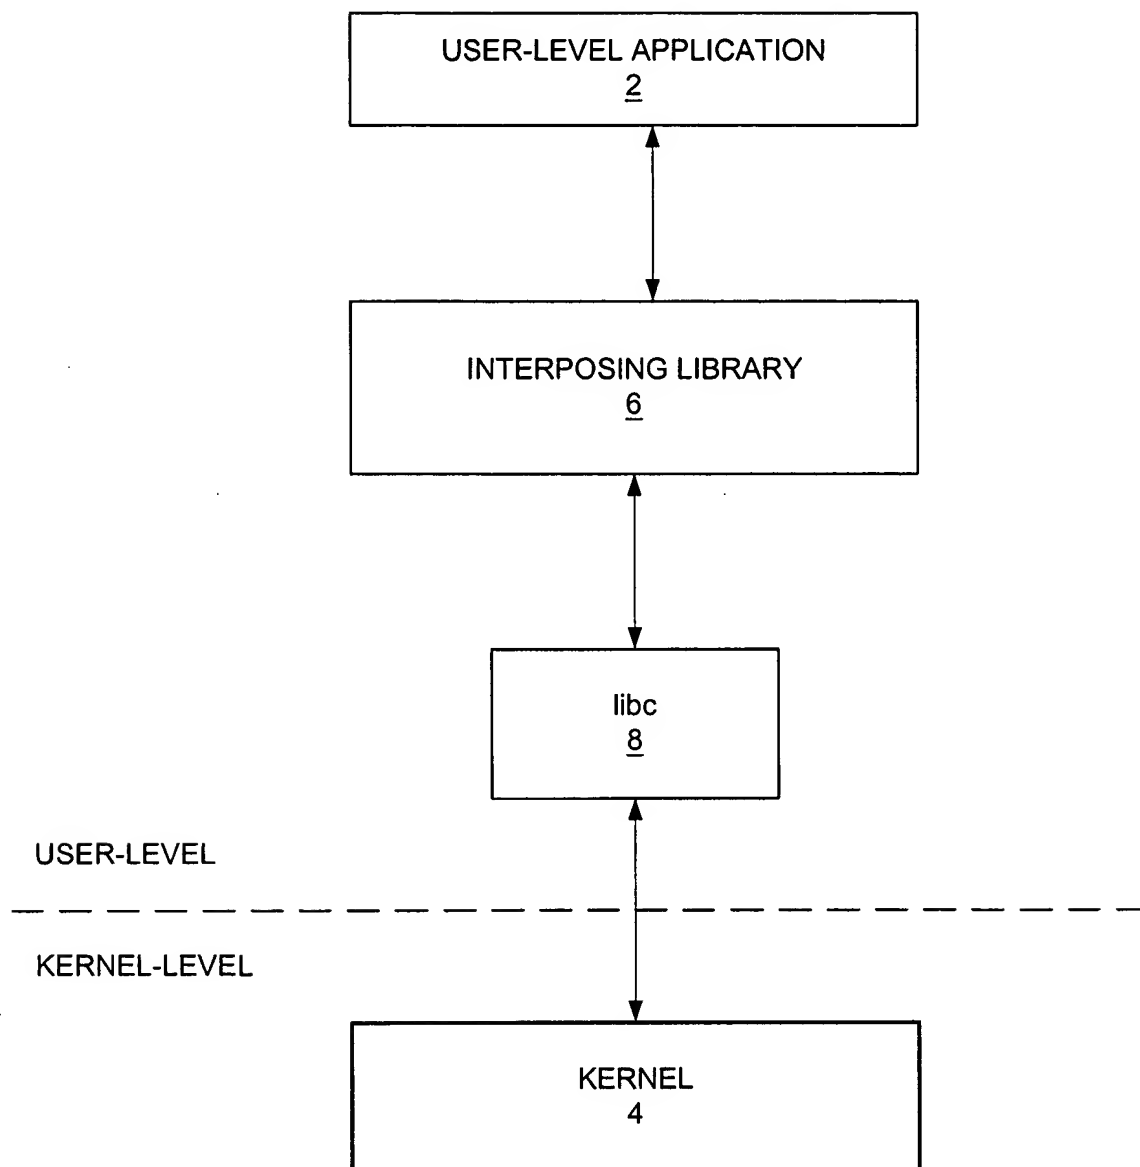 USER-LEVEL APPLICATION
2
INTERPOSING LIBRARY
6
libc
8
USER-LEVEL
KERNEL-LEVEL
KERNEL
4